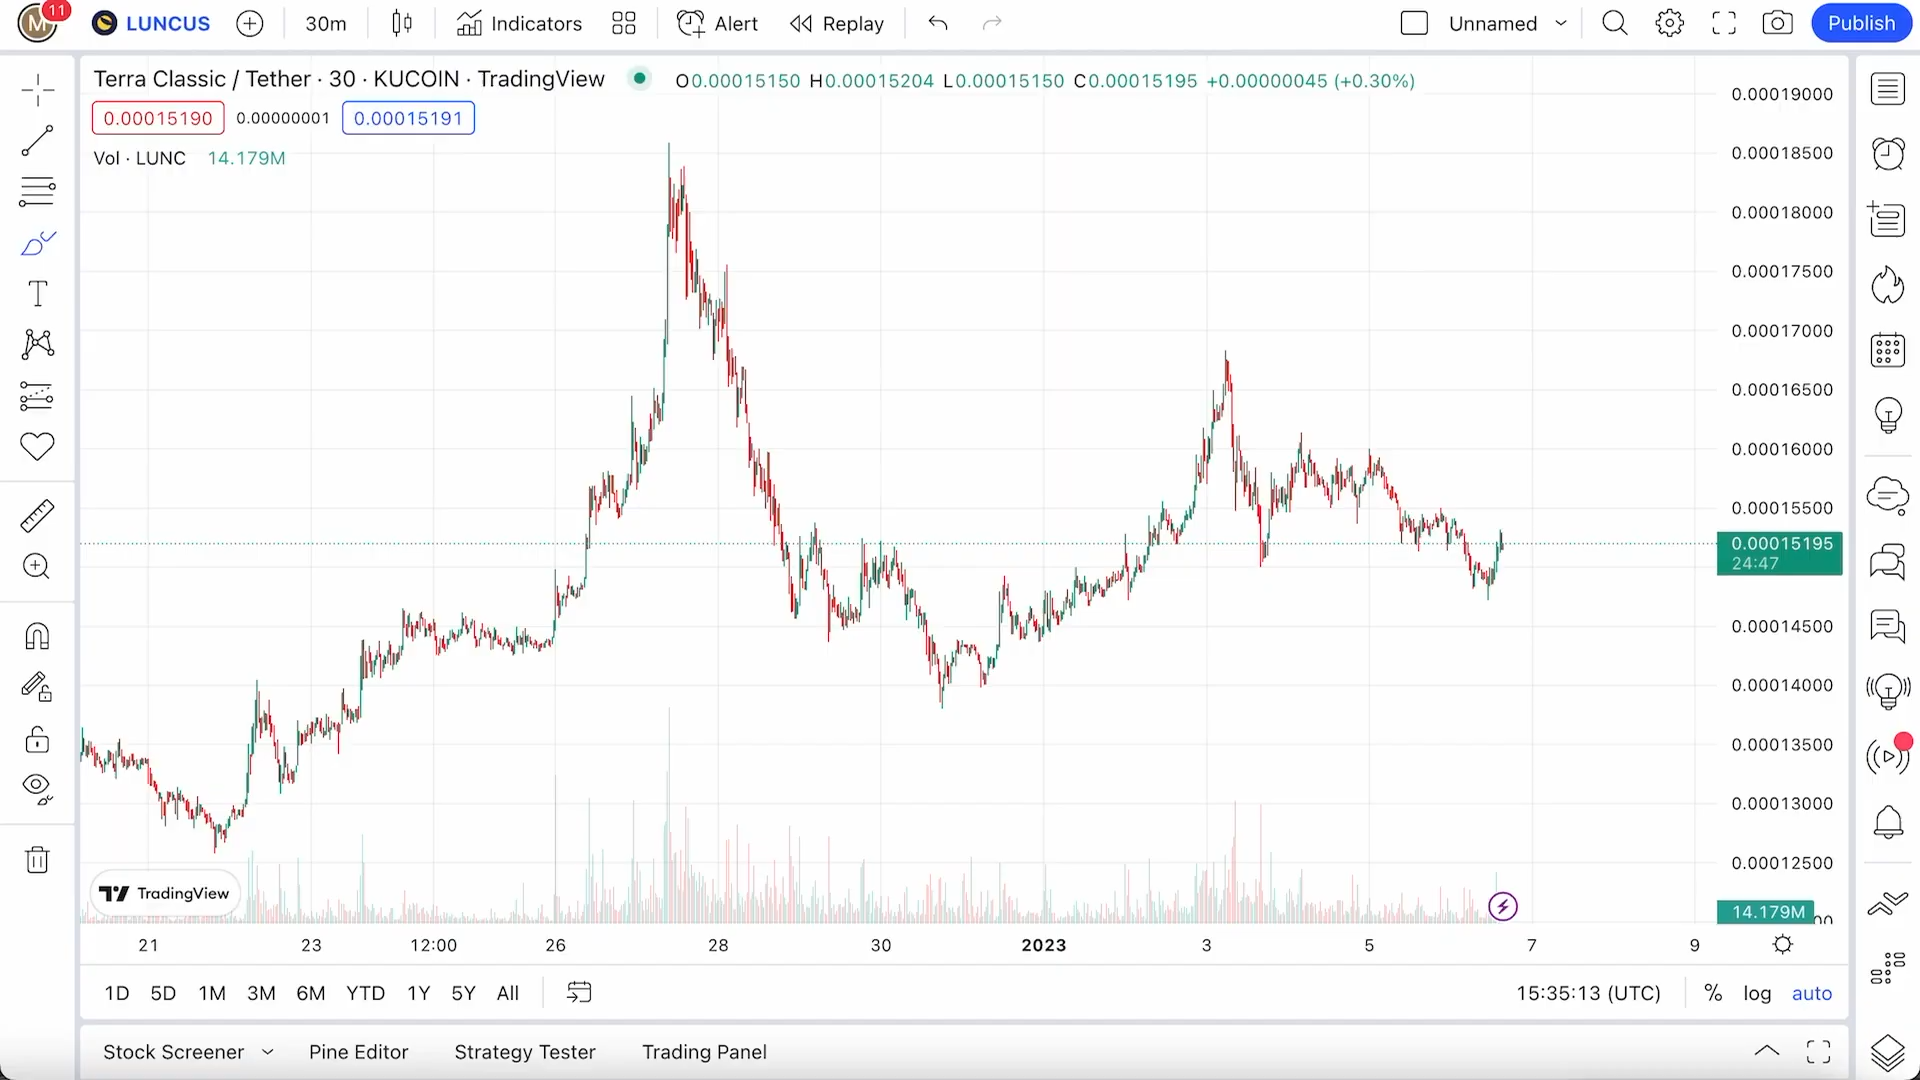 M 11 LUNCUS 30m Indicators Alert Replay Unnamed Publish
Terra Classic / Tether · 30 · KUCOIN · TradingView O0.00015150 H0.00015204 L0.00015150 C0.00015195 +0.00000045 (+0.30%)
0.00015190 0.00000001 0.00015191
Vol · LUNC 14.179M
0.00019000
0.00018500
0.00018000
0.00017500
0.00017000
0.00016500
0.00016000
0.00015500
0.00015195
24:47
0.00014500
0.00014000
0.00013500
0.00013000
0.00012500
14.179M
TradingView
21 23 12:00 26 28 30 2023 3 5 7 9
1D 5D 1M 3M 6M YTD 1Y 5Y All 15:35:13 (UTC) % log auto
Stock Screener Pine Editor Strategy Tester Trading Panel